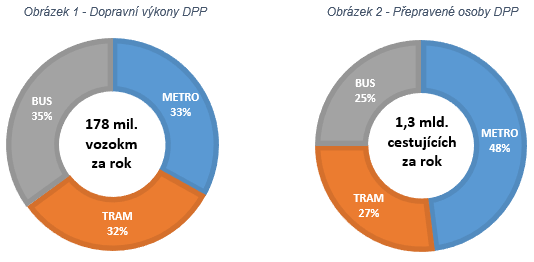 Obrázek 1 - Dopravní výkony DPP
BUS
35%
METRO
33%
178 mil.
vozokm
za rok
TRAM
32%
Obrázek 2 - Přepravené osoby DPP
BUS
25%
1,3 mld.
cestujících
za rok
METRO
48%
TRAM
27%